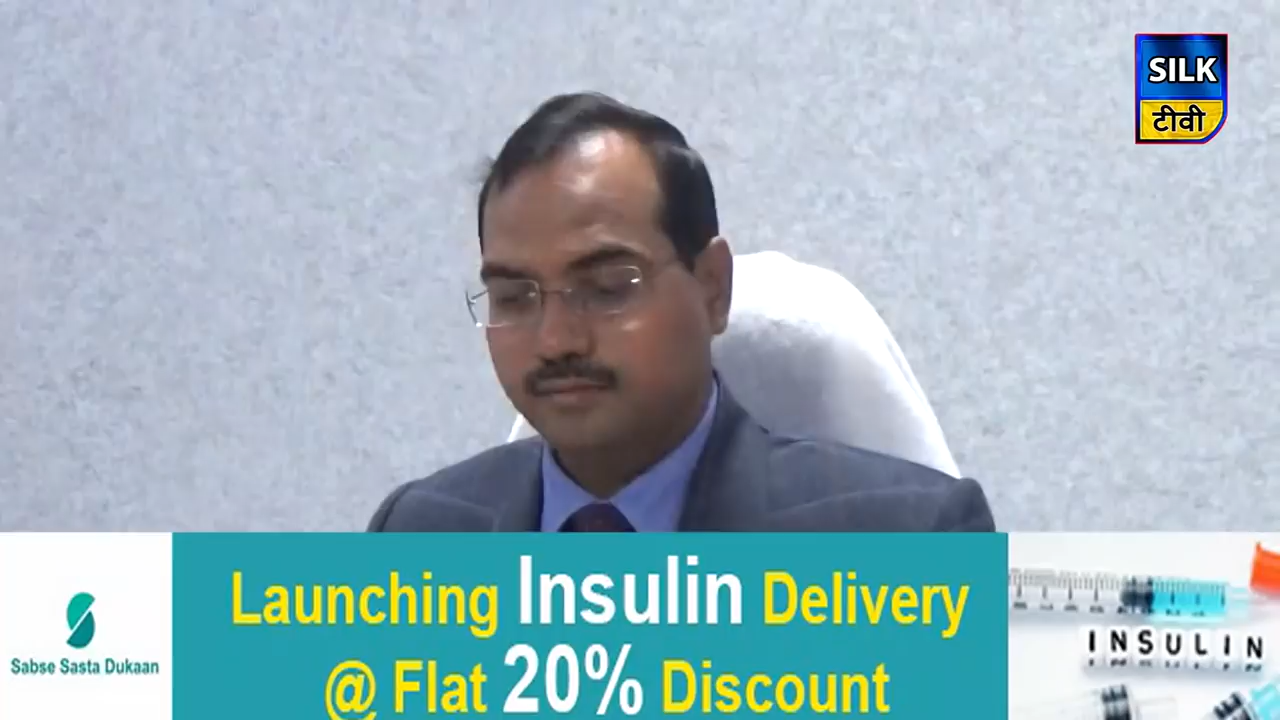 SILK
टीवी
Launching Insulin Delivery
@ Flat 20% Discount
Sabse Sasta Dukaan
INSULIN